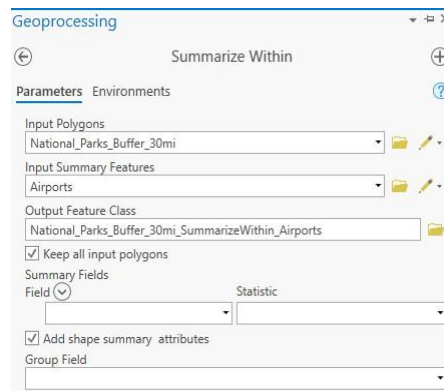 Geoprocessing
Summarize Within
Parameters Environments
Input Polygons
National_Parks_Buffer_30mi
Input Summary Features
Airports
Output Feature Class
National_Parks_Buffer_30mi_SummarizeWithin_Airports
Keep all input polygons
Summary Fields
Field Statistic
Add shape summary attributes
Group Field